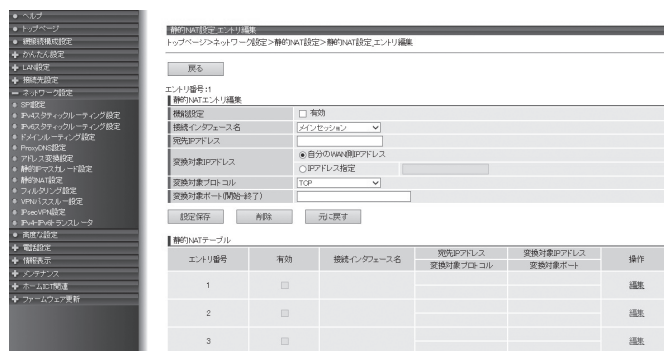 ヘルプ
トップページ
網接続構成設定
かんたん設定
LAN設定
接続先設定
ネットワーク設定
SPI設定
IPv4スタティックルーティング設定
IPv6スタティックルーティング設定
ドメインルーティング設定
ProxyDNS設定
アドレス変換設定
静的IPマスカレード設定
静的NAT設定
フィルタリング設定
VPNパススルー設定
IPsecVPN設定
IPv4-IPv6トランスレータ
高度な設定
電話設定
情報表示
メンテナンス
ホームICT関連
ファームウェア更新
静的NAT設定_エントリ編集
トップページ>ネットワーク設定>静的NAT設定>静的NAT設定_エントリ編集
戻る
エントリ番号:1
静的NATエントリ編集
機能設定 有効
接続インタフェース名 メインセッション
宛先IPアドレス
変換対象IPアドレス 自分のWAN側IPアドレス
IPアドレス指定
変換対象プロトコル TCP
変換対象ポート(開始-終了)
設定保存 削除 元に戻す
静的NATテーブル
エントリ番号 有効 接続インタフェース名 宛先IPアドレス 変換対象IPアドレス 操作
変換対象プロトコル 変換対象ポート
1 編集
2 編集
3 編集